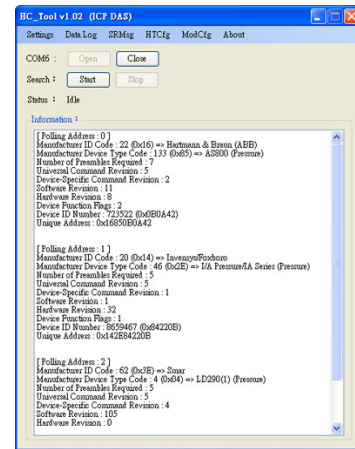 HC_Tool v1.02 (ICP DAS)
Settings Data Log SRMsg HTCfg ModCfg About
COM6 : Open Close
Search : Start Stop
Status : Idle
Information :
[ Polling Address : 0 ]
Manufacturer ID Code : 22 (0x16) => Hartmann & Braun (ABB)
Manufacturer Device Type Code : 133 (0x85) => AS800 (Pressure)
Number of Preambles Required : 7
Universal Command Revision : 5
Device-Specific Command Revision : 2
Software Revision : 11
Hardware Revision : 8
Device Function Flags : 2
Device ID Number : 723522 (0x0B0A42)
Unique Address : 0x16850B0A42
[ Polling Address : 1 ]
Manufacturer ID Code : 20 (0x14) => Invensys/Foxboro
Manufacturer Device Type Code : 46 (0x2E) => I/A Pressure/IA Series (Pressure)
Number of Preambles Required : 5
Universal Command Revision : 5
Device-Specific Command Revision : 1
Software Revision : 1
Hardware Revision : 32
Device Function Flags : 1
Device ID Number : 8659467 (0x84220B)
Unique Address : 0x142E84220B
[ Polling Address : 2 ]
Manufacturer ID Code : 62 (0x3E) => Smar
Manufacturer Device Type Code : 4 (0x04) => LD290(1) (Pressure)
Number of Preambles Required : 5
Universal Command Revision : 5
Device-Specific Command Revision : 4
Software Revision : 105
Hardware Revision : 0